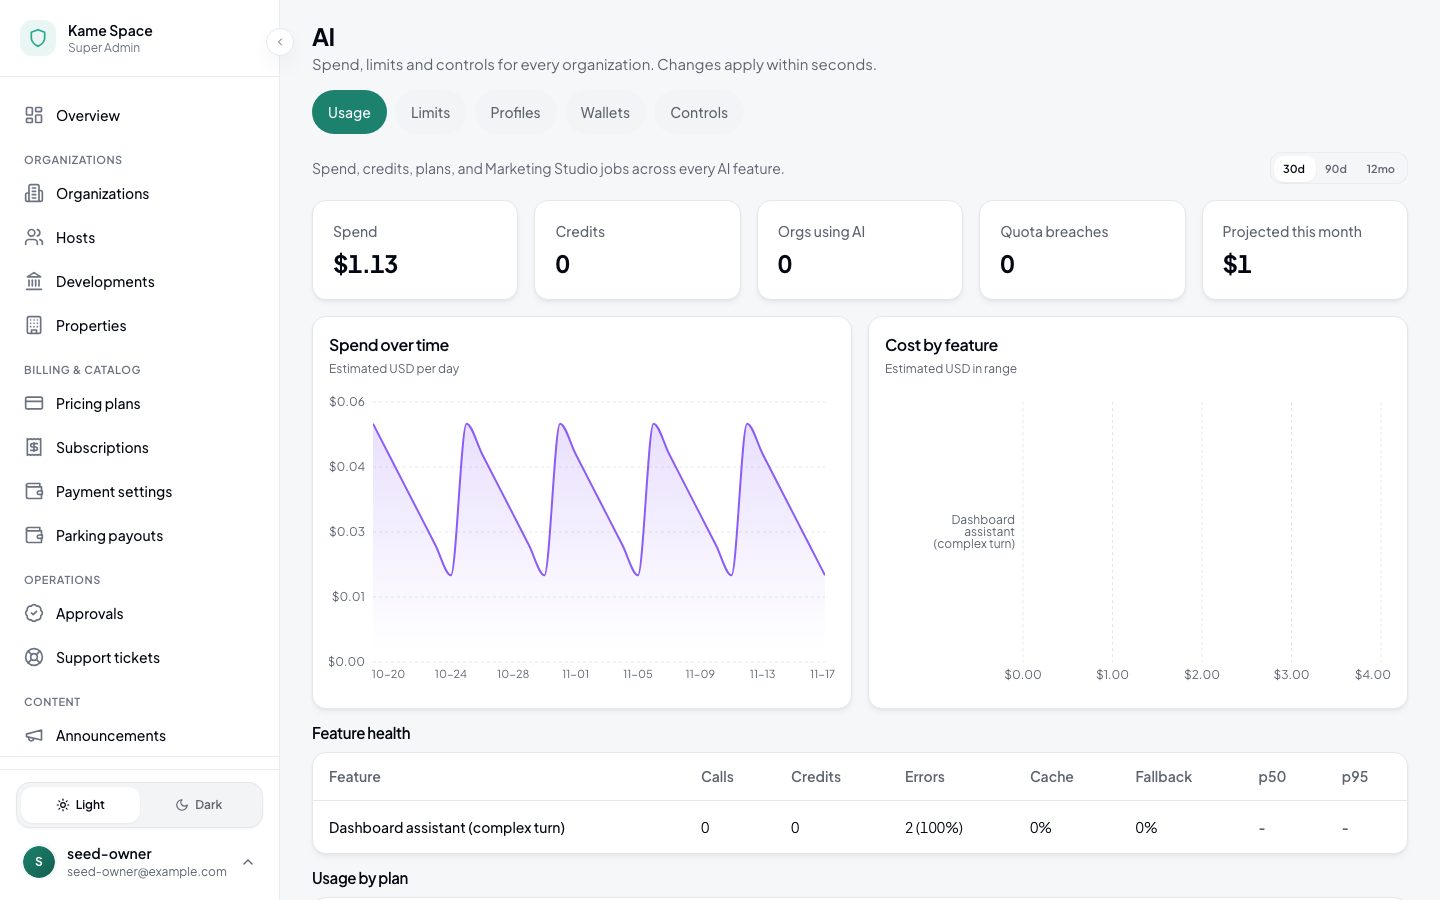 Kame Space
Super Admin
Overview
ORGANIZATIONS
Organizations
Hosts
Developments
Properties
BILLING & CATALOG
Pricing plans
Subscriptions
Payment settings
Parking payouts
OPERATIONS
Approvals
Support tickets
CONTENT
Announcements
Light Dark
S
seed-owner
seed-owner@example.com
AI
Spend, limits and controls for every organization. Changes apply within seconds.
Usage Limits Profiles Wallets Controls
Spend, credits, plans, and Marketing Studio jobs across every AI feature.
30d 90d 12mo
Spend Credits Orgs using AI Quota breaches Projected this month
$1.13 0 0 0 $1
Spend over time
Estimated USD per day
$0.06
$0.04
$0.03
$0.01
$0.00
10-20 10-24 10-28 11-01 11-05 11-09 11-13 11-17
Cost by feature
Estimated USD in range
Dashboard
assistant
(complex turn)
$0.00 $1.00 $2.00 $3.00 $4.00
Feature health
Feature Calls Credits Errors Cache Fallback p50 p95
Dashboard assistant (complex turn) 0 0 2 (100%) 0% 0% - -
Usage by plan